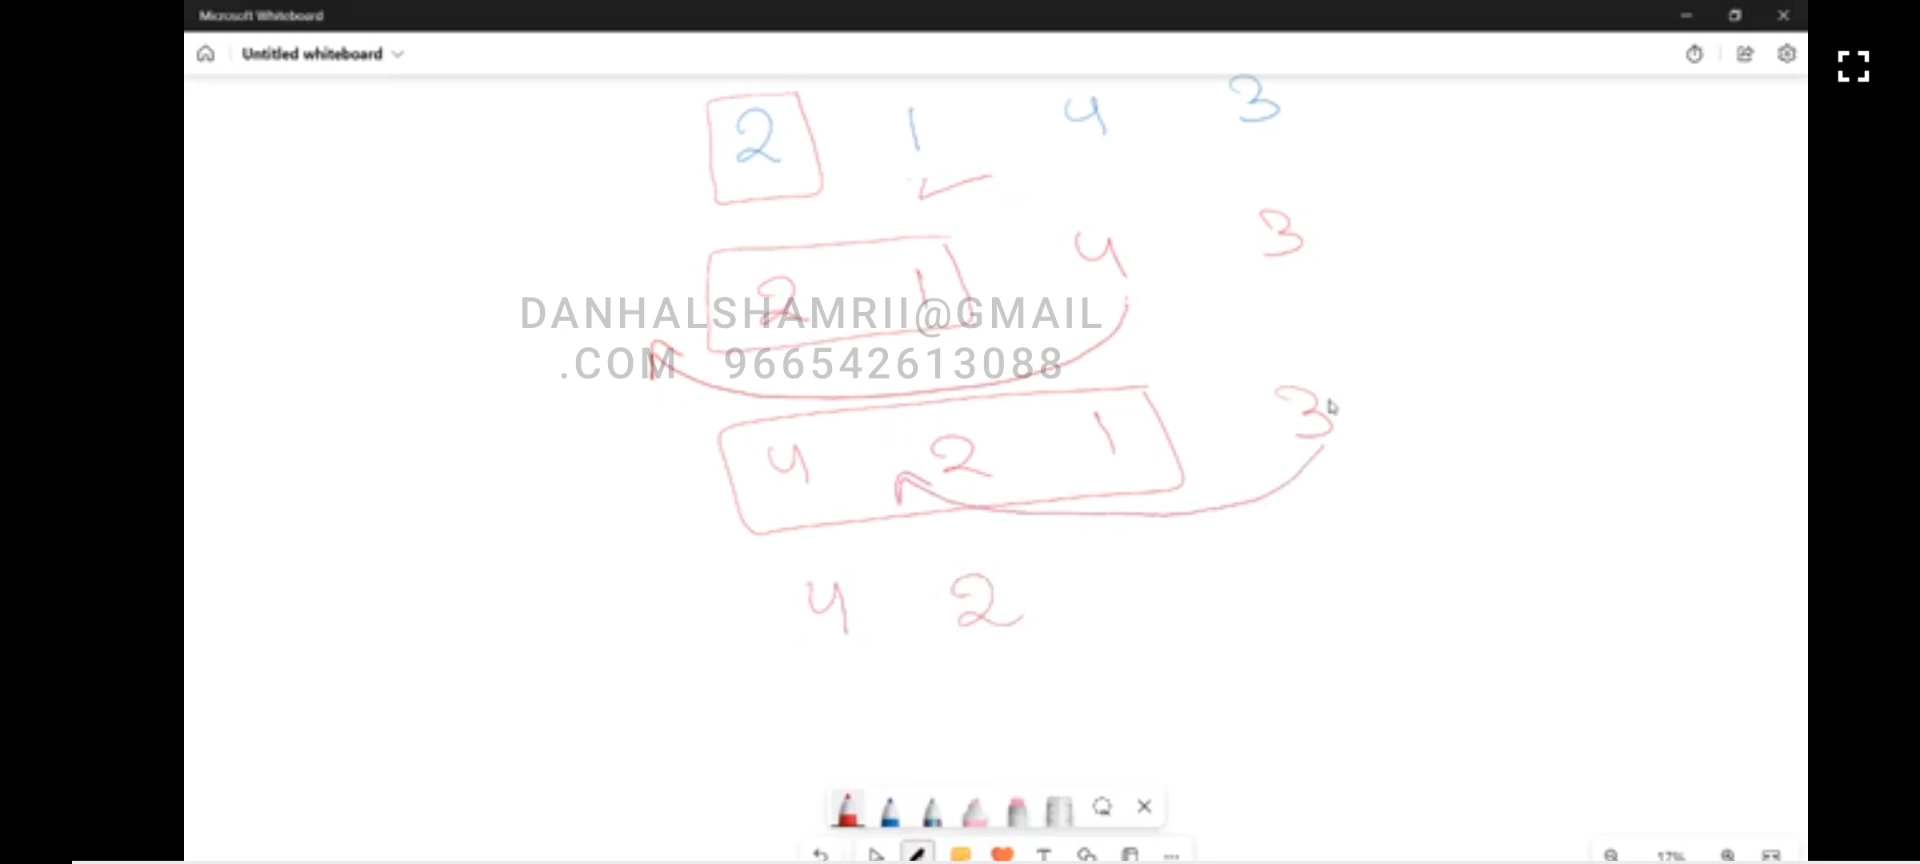 Microsoft Whiteboard
Untitled whiteboard
2 1 4 3
2 1 4 3
DANHALSHAMRII@GMAIL
.COM 966542613088
4 2 1 3
4 2
T
17%